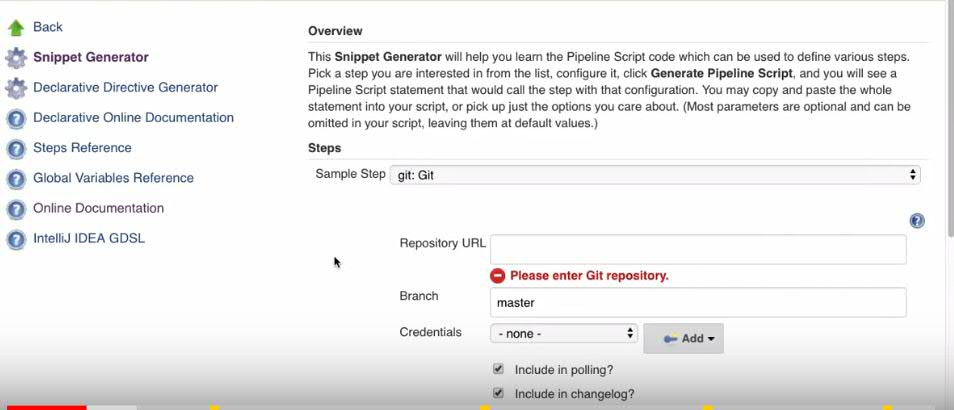 Back
Snippet Generator
Declarative Directive Generator
Declarative Online Documentation
Steps Reference
Global Variables Reference
Online Documentation
IntelliJ IDEA GDSL
Overview
This Snippet Generator will help you learn the Pipeline Script code which can be used to define various steps.
Pick a step you are interested in from the list, configure it, click Generate Pipeline Script, and you will see a
Pipeline Script statement that would call the step with that configuration. You may copy and paste the whole
statement into your script, or pick up just the options you care about. (Most parameters are optional and can be
omitted in your script, leaving them at default values.)
Steps
Sample Step git: Git
Repository URL
Please enter Git repository.
Branch master
Credentials - none - Add
Include in polling?
Include in changelog?